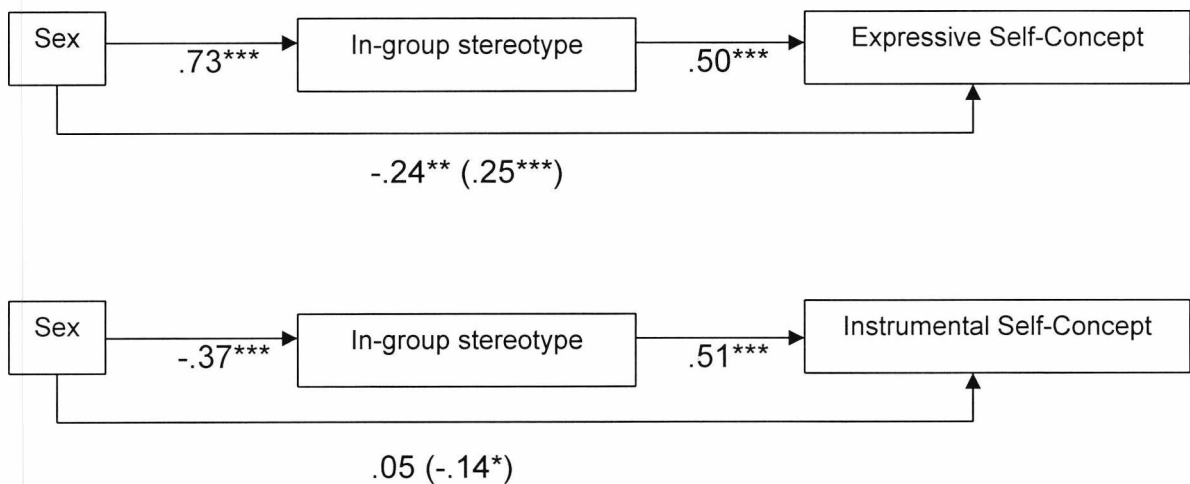 Sex
In-group stereotype
Expressive Self-Concept
.73***
.50***
-.24** (.25***)
Sex
In-group stereotype
Instrumental Self-Concept
-.37***
.51***
.05 (-.14*)